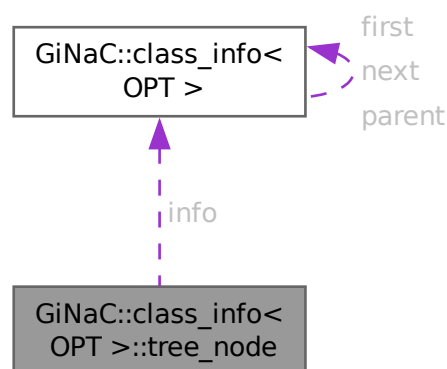 first
GiNaC::class_info<
OPT >
next
parent
info
GiNaC::class_info<
OPT >::tree_node